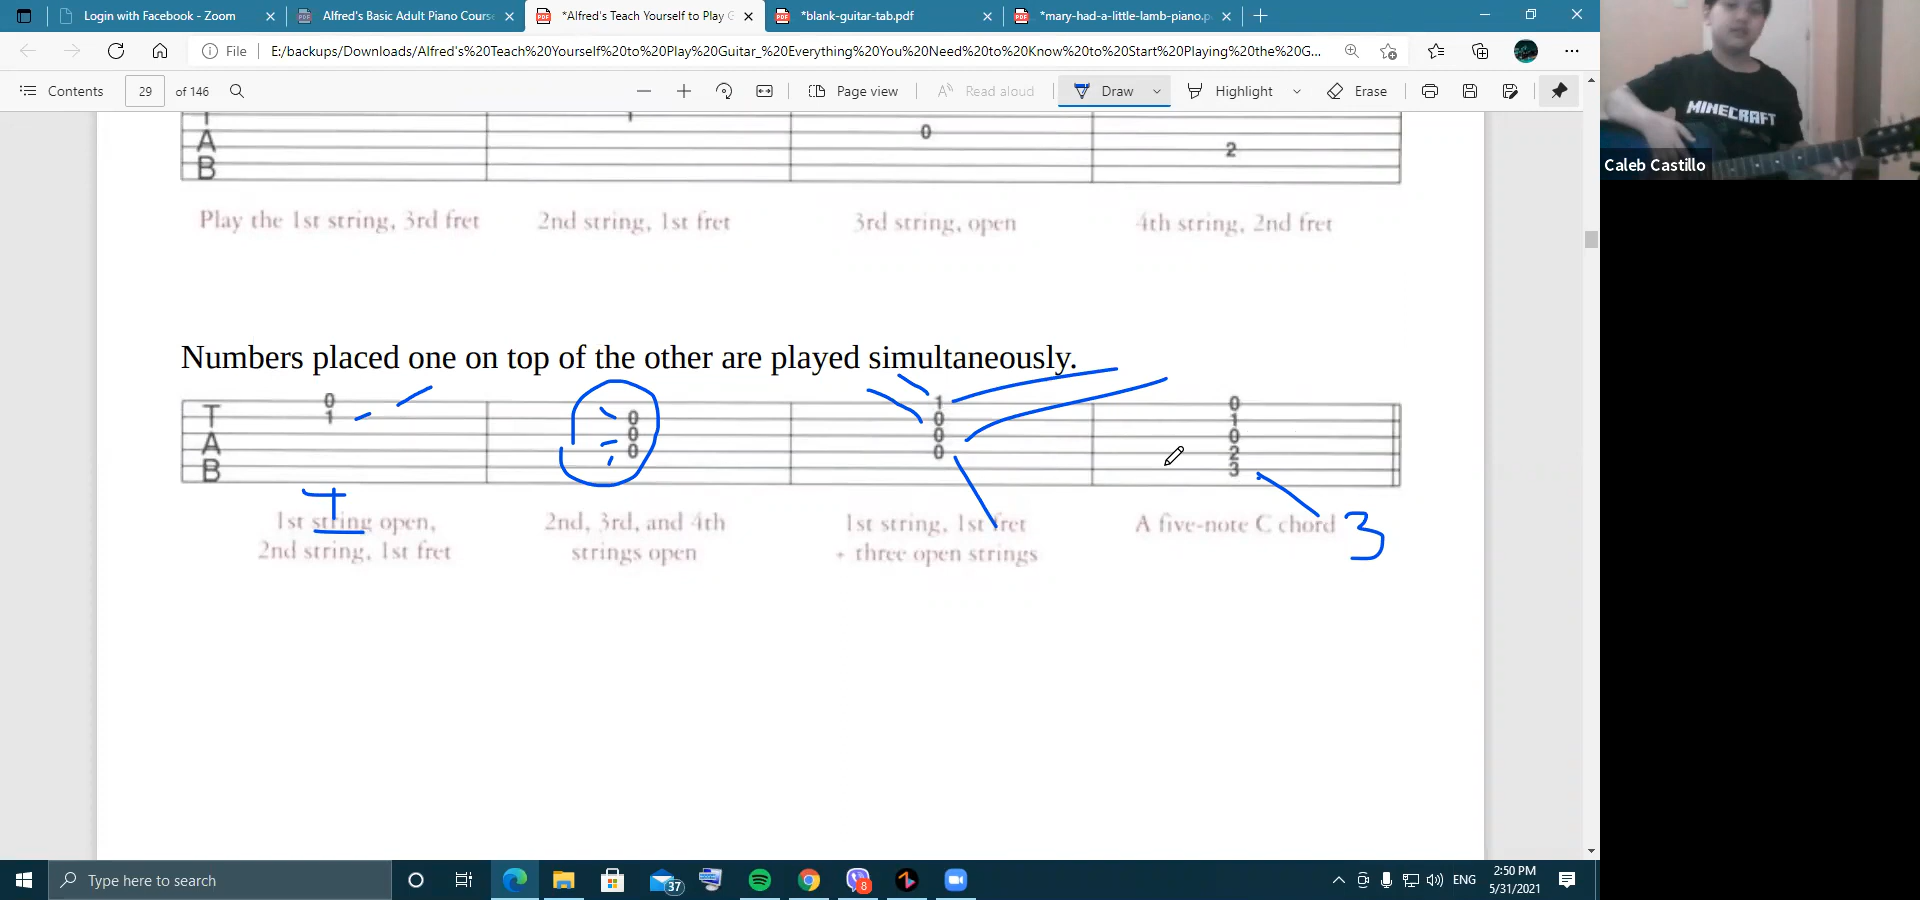 Login with Facebook - Zoom
Alfred's Basic Adult Piano Cours
*Alfred's Teach Yourself to Play G
*blank-guitar-tab.pdf
*mary-had-a-little-lamb-piano.p
File
E:/backups/Downloads/Alfred's%20Teach%20Yourself%20to%20Play%20Guitar_%20Everything%20You%20Need%20to%20Know%20to%20Start%20Playing%20the%20G...
Contents
29
of 146
Page view
Read aloud
Draw
Highlight
Erase
MINECRAFT
Caleb Castillo
T
A
B
1
0
2
Play the 1st string, 3rd fret
2nd string, 1st fret
3rd string, open
4th string, 2nd fret
Numbers placed one on top of the other are played simultaneously.
T
A
B
0
1
0
0
0
1
0
0
0
0
1
0
2
3
1st string open,
2nd string, 1st fret
2nd, 3rd, and 4th
strings open
1st string, 1st fret
+ three open strings
A five-note C chord
3
Type here to search
37
8
ENG
2:50 PM
5/31/2021